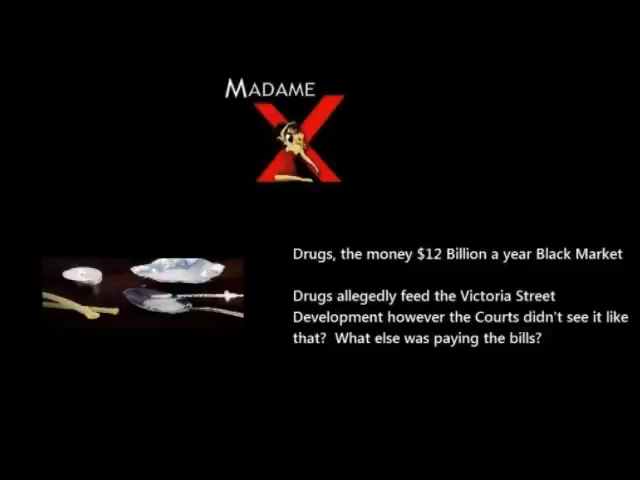 MADAME
X
Drugs, the money $12 Billion a year Black Market
Drugs allegedly feed the Victoria Street
Development however the Courts didn't see it like
that? What else was paying the bills?